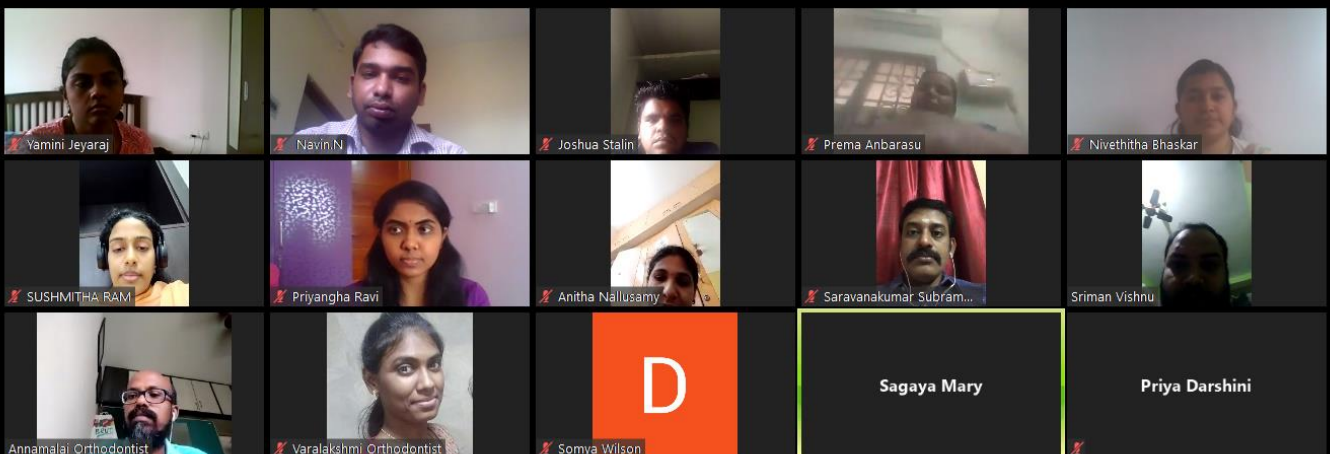 Yamini Jeyaraj
Navin.N
Joshua Stalin
Prema Anbarasu
Nivethitha Bhaskar
SUSHMITHA RAM
Priyangha Ravi
Anitha Nallusamy
Saravanakumar Subram...
Sriman Vishnu
Annamalai Orthodontist
Varalakshmi Orthodontist
D
Somya Wilson
Sagaya Mary
Priya Darshini